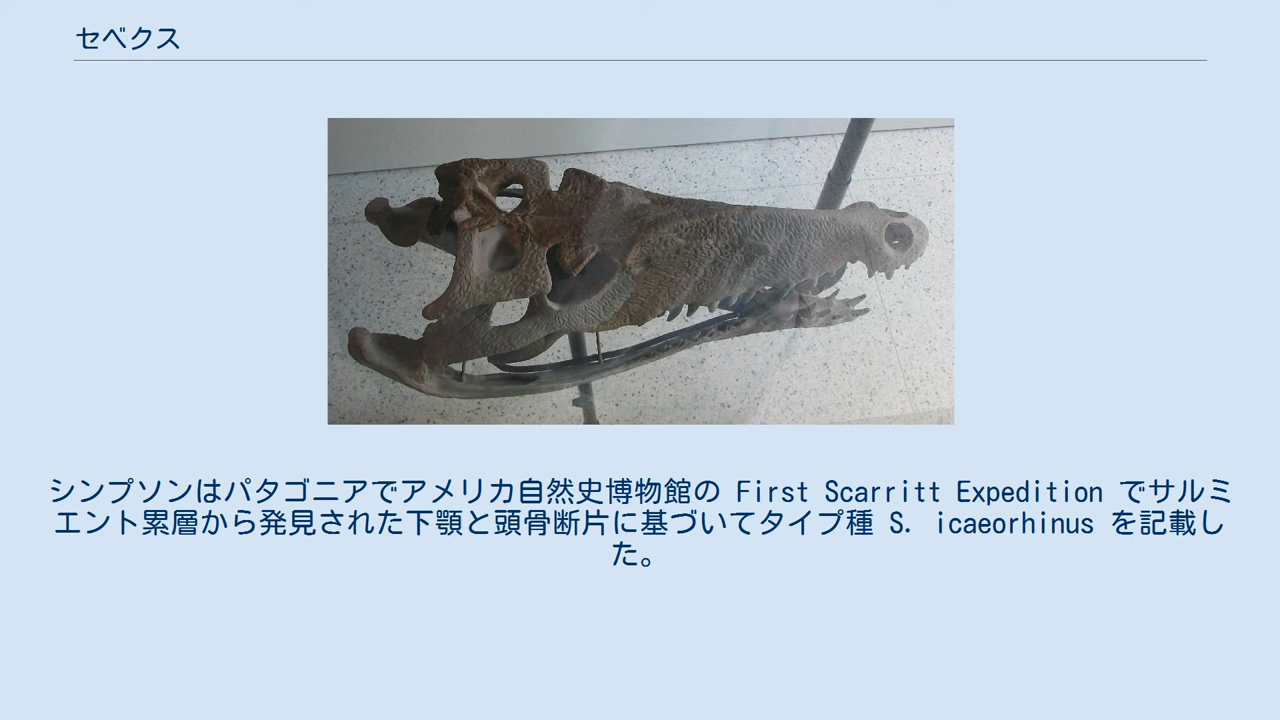 セベクス
シンプソンはパタゴニアでアメリカ自然史博物館の First Scarritt Expedition でサルミ
エント累層から発見された下顎と頭骨断片に基づいてタイプ種 S. icaeorhinus を記載し
た。